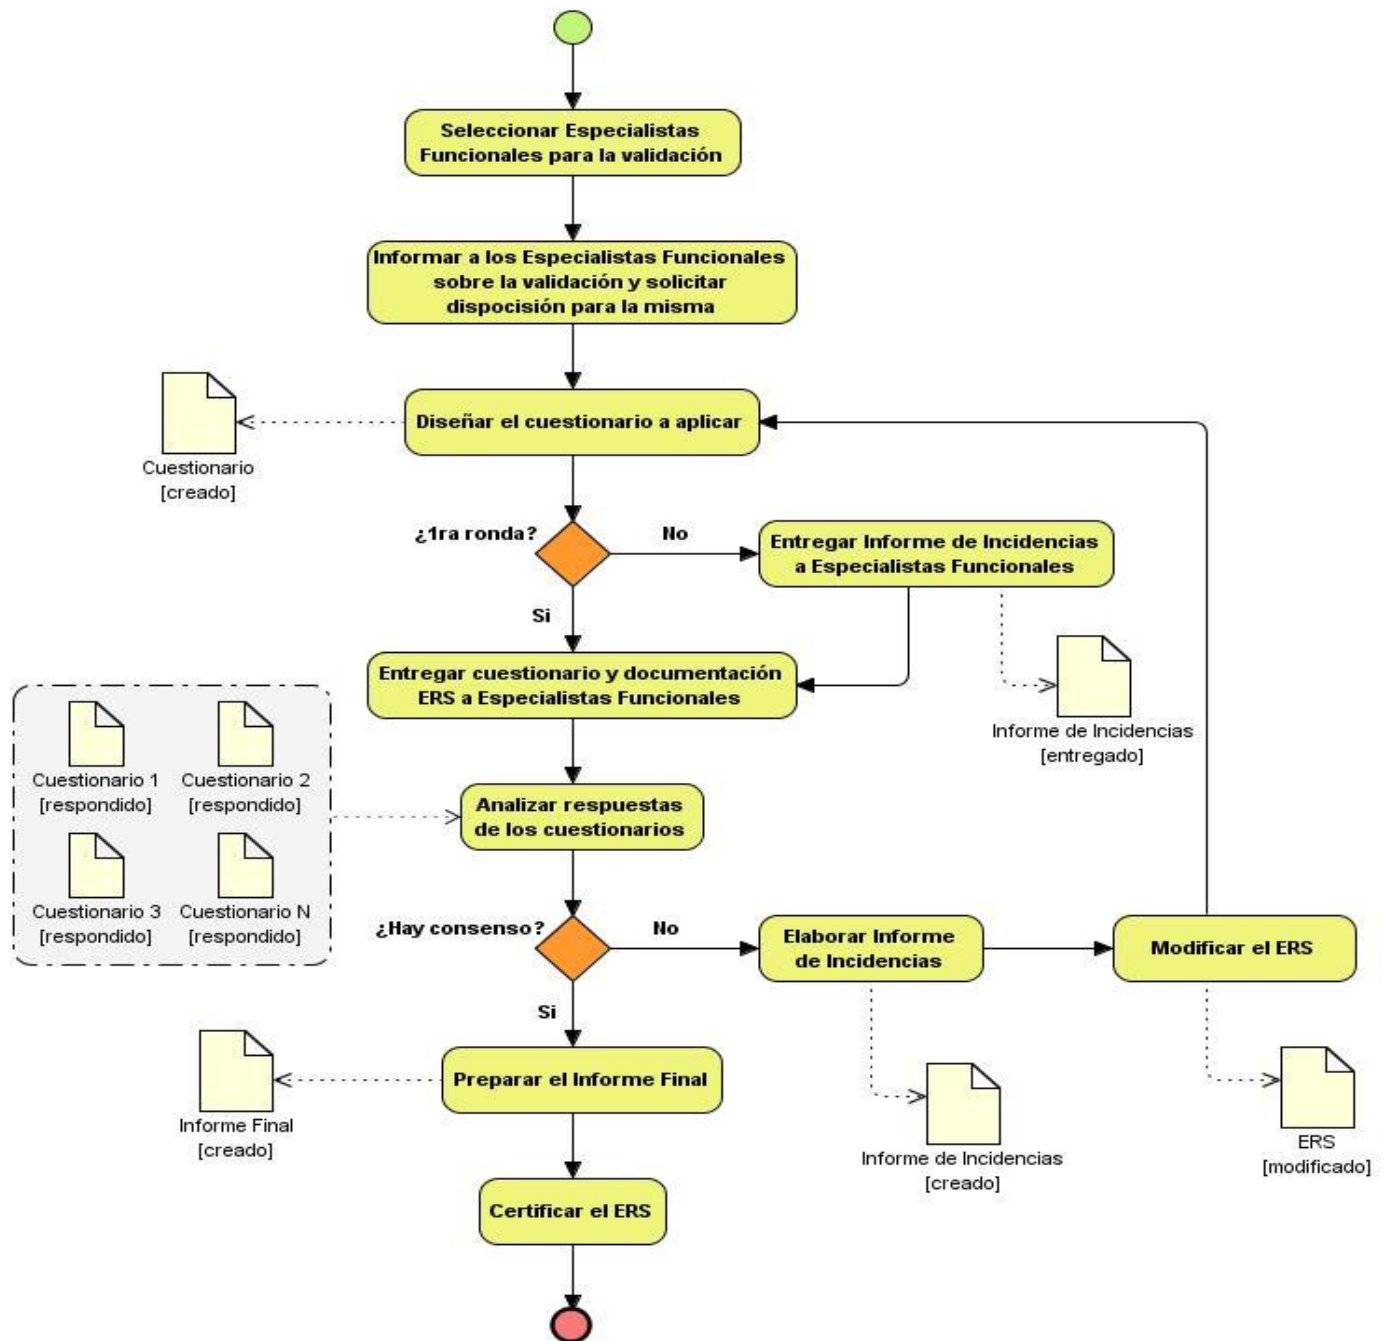 Seleccionar Especialistas
Funcionales para la validación
Informar a los Especialistas Funcionales
sobre la validación y solicitar
dispocisión para la misma
Diseñar el cuestionario a aplicar
Cuestionario
[creado]
¿1ra ronda?
No
Entregar Informe de Incidencias
a Especialistas Funcionales
Si
Entregar cuestionario y documentación
ERS a Especialistas Funcionales
Informe de Incidencias
[entregado]
Cuestionario 1
[respondido]
Cuestionario 2
[respondido]
Cuestionario 3
[respondido]
Cuestionario N
[respondido]
Analizar respuestas
de los cuestionarios
¿Hay consenso?
No
Elaborar Informe
de Incidencias
Modificar el ERS
Si
Preparar el Informe Final
Informe Final
[creado]
Informe de Incidencias
[creado]
ERS
[modificado]
Certificar el ERS